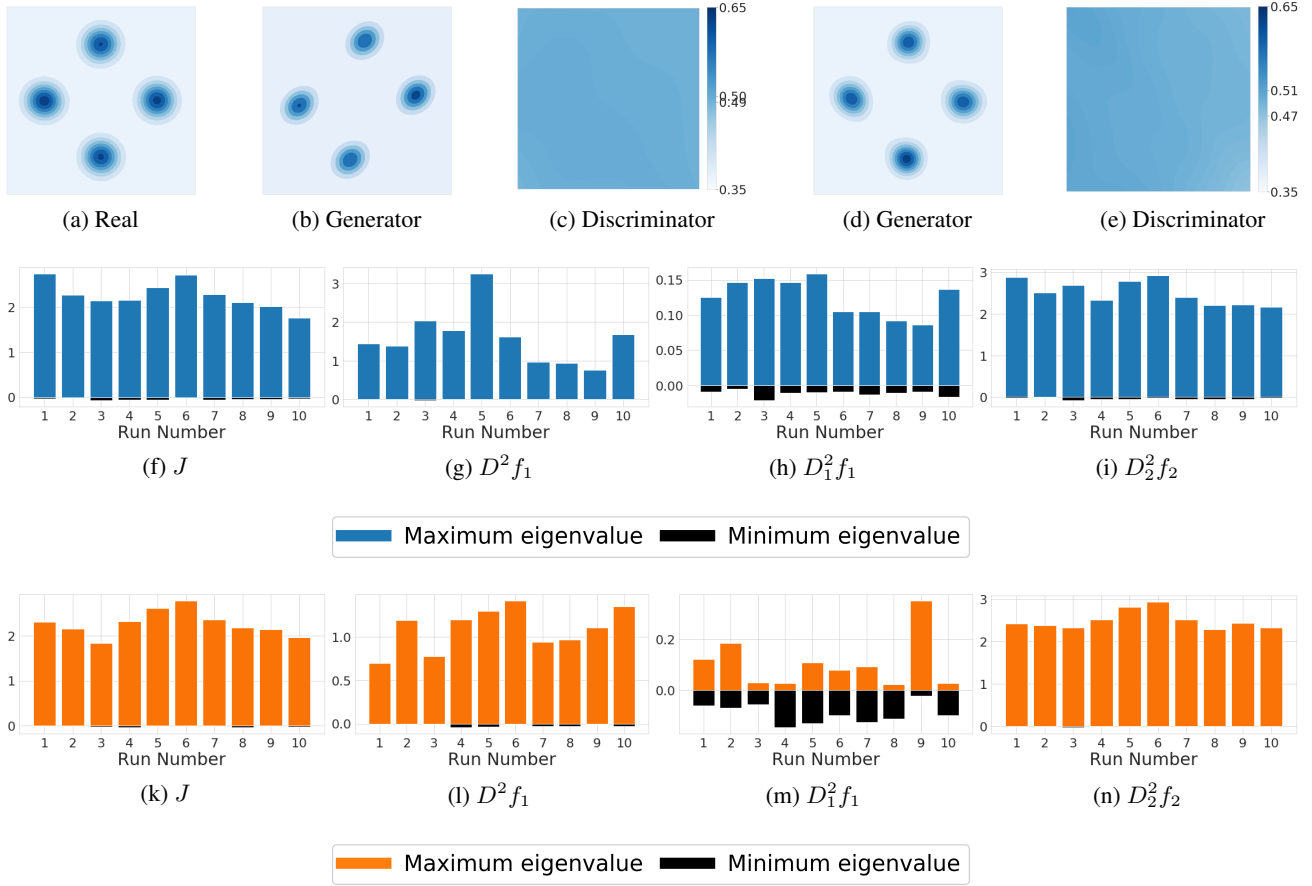 0.65
0.50
0.49
0.35
0.65
0.51
0.47
0.35
(a) Real
(b) Generator
(c) Discriminator
(d) Generator
(e) Discriminator
2
1
0
1 2 3 4 5 6 7 8 9 10
Run Number
(f) J
3
2
1
0
1 2 3 4 5 6 7 8 9 10
Run Number
(g) D²f₁
0.15
0.10
0.05
0.00
1 2 3 4 5 6 7 8 9 10
Run Number
(h) D₁²f₁
3
2
1
0
1 2 3 4 5 6 7 8 9 10
Run Number
(i) D₂²f₂
Maximum eigenvalue Minimum eigenvalue
2
1
0
1 2 3 4 5 6 7 8 9 10
Run Number
(k) J
1.0
0.5
0.0
1 2 3 4 5 6 7 8 9 10
Run Number
(l) D²f₁
0.2
0.0
1 2 3 4 5 6 7 8 9 10
Run Number
(m) D₁²f₁
3
2
1
0
1 2 3 4 5 6 7 8 9 10
Run Number
(n) D₂²f₂
Maximum eigenvalue Minimum eigenvalue